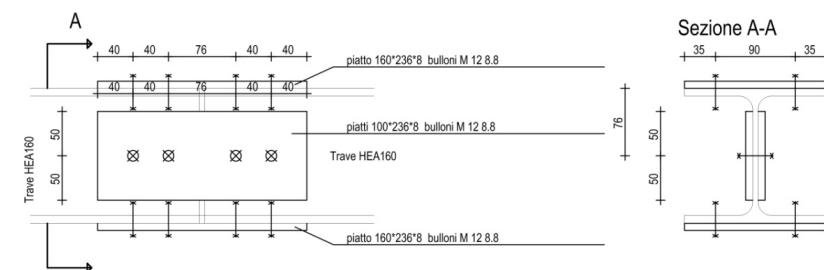 A
Sezione A-A
40 40 76 40 40
35 90 35
piatto 160*236*8 bulloni M 12 8.8
40 40 76 40 40
76
50
piatti 100*236*8 bulloni M 12 8.8
50
Trave HEA160
Trave HEA160
50
50
piatto 160*236*8 bulloni M 12 8.8